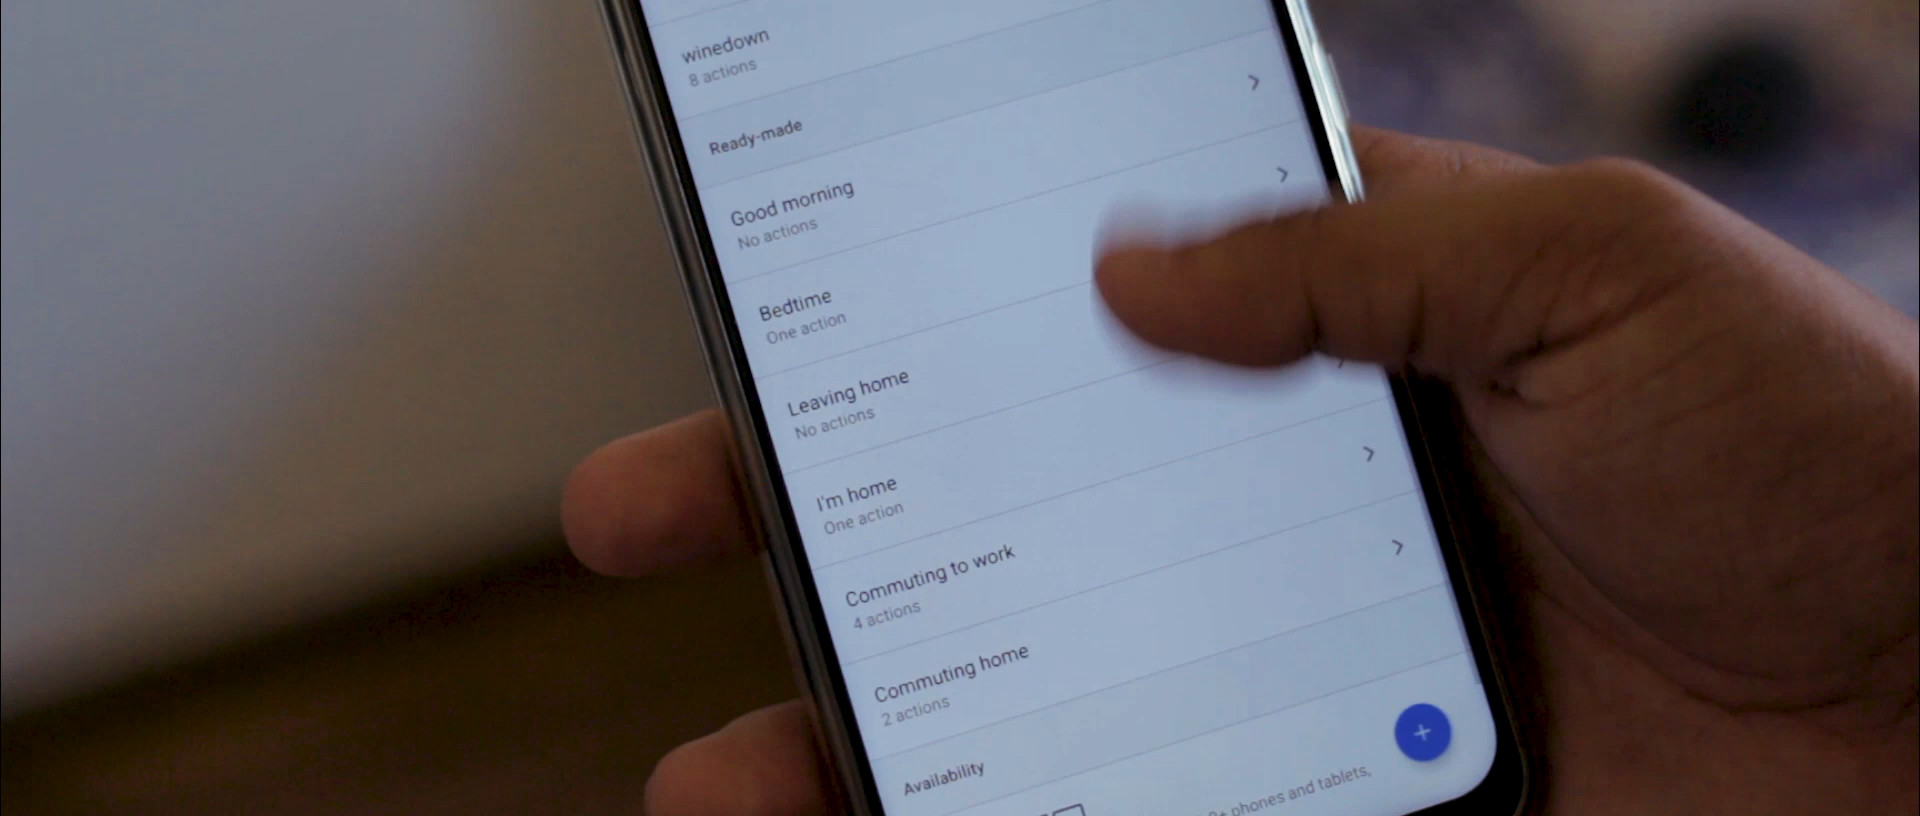 winedown
8 actions
Ready-made
Good morning
No actions
Bedtime
One action
Leaving home
No actions
I'm home
One action
Commuting to work
4 actions
Commuting home
2 actions
Availability
phones and tablets,